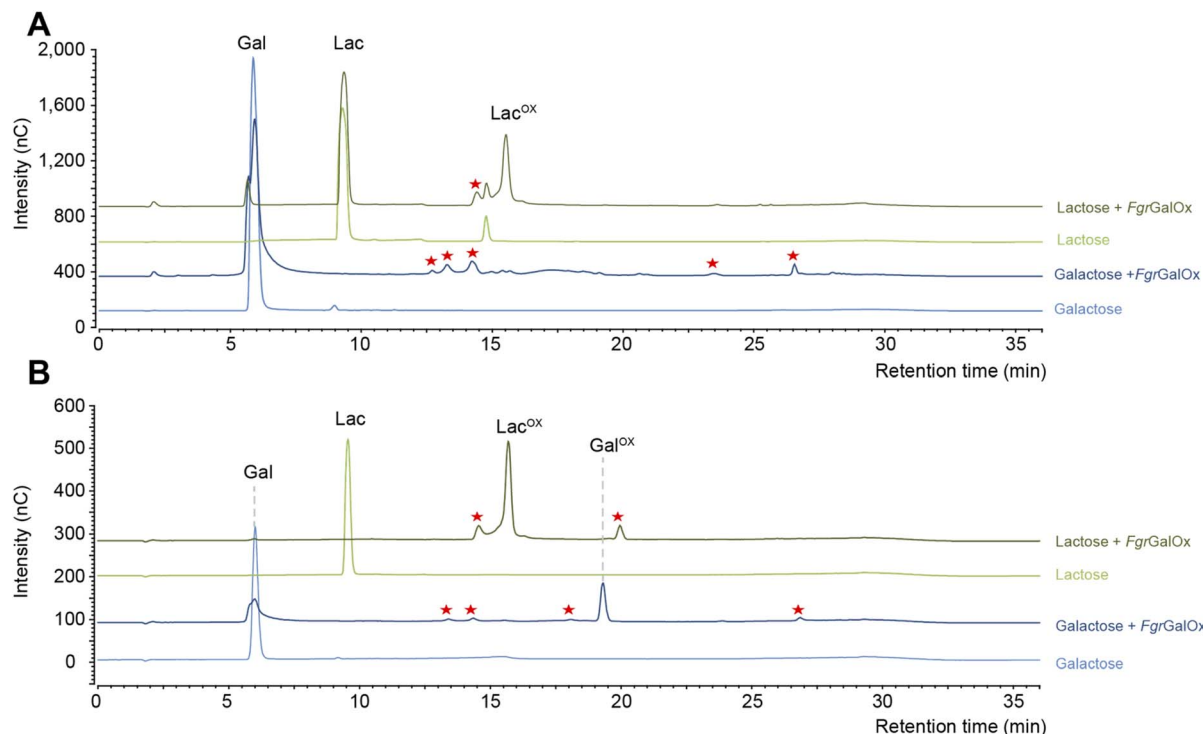 A
Gal
Lac
Lac^OX
2,000
1,600
1,200
800
400
0
Intensity (nC)
Lactose + FgrGalOx
Lactose
Galactose +FgrGalOx
Galactose
0 5 10 15 20 25 30 35
Retention time (min)
B
Gal
Lac
Lac^OX
Gal^OX
600
500
400
300
200
100
0
Intensity (nC)
Lactose + FgrGalOx
Lactose
Galactose + FgrGalOx
Galactose
0 5 10 15 20 25 30 35
Retention time (min)